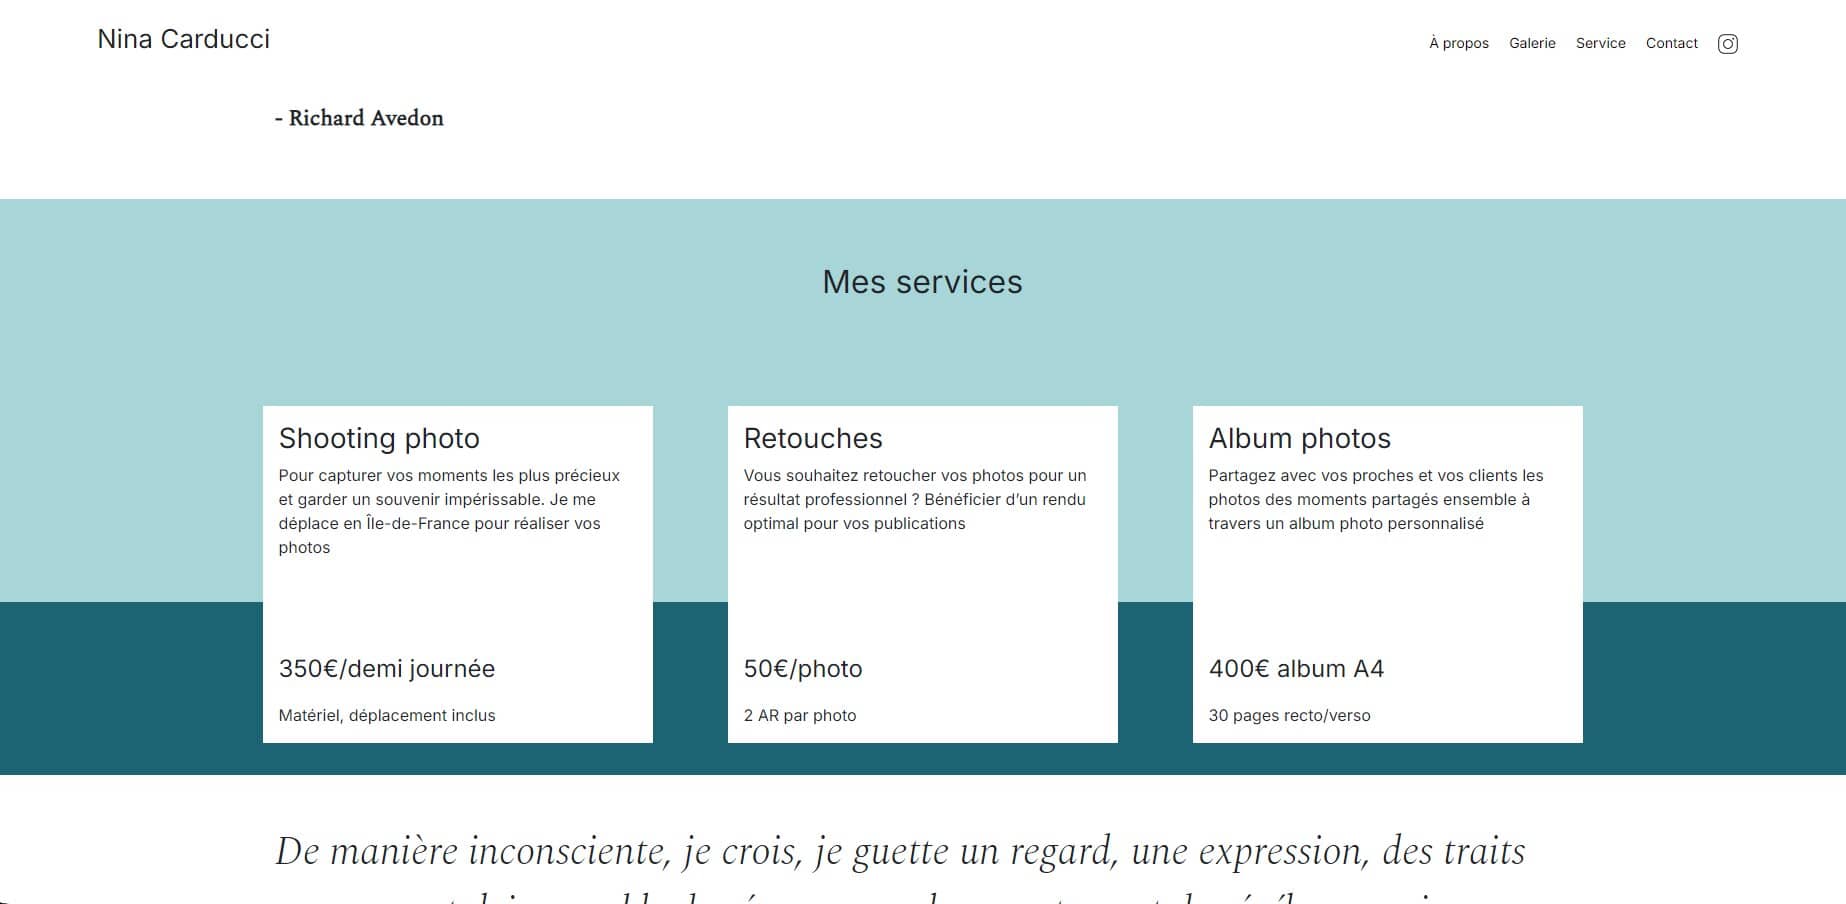 Nina Carducci
À propos Galerie Service Contact
- Richard Avedon
Mes services
Shooting photo
Pour capturer vos moments les plus précieux
et garder un souvenir impérissable. Je me
déplace en Île-de-France pour réaliser vos
photos
350€/demi journée
Matériel, déplacement inclus
Retouches
Vous souhaitez retoucher vos photos pour un
résultat professionnel ? Bénéficier d’un rendu
optimal pour vos publications
50€/photo
2 AR par photo
Album photos
Partagez avec vos proches et vos clients les
photos des moments partagés ensemble à
travers un album photo personnalisé
400€ album A4
30 pages recto/verso
De manière inconsciente, je crois, je guette un regard, une expression, des traits